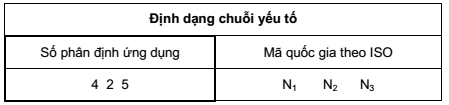 Định dạng chuỗi yếu tố
Số phân định ứng dụng Mã quốc gia theo ISO
4 2 5 N₁ N₂ N₃